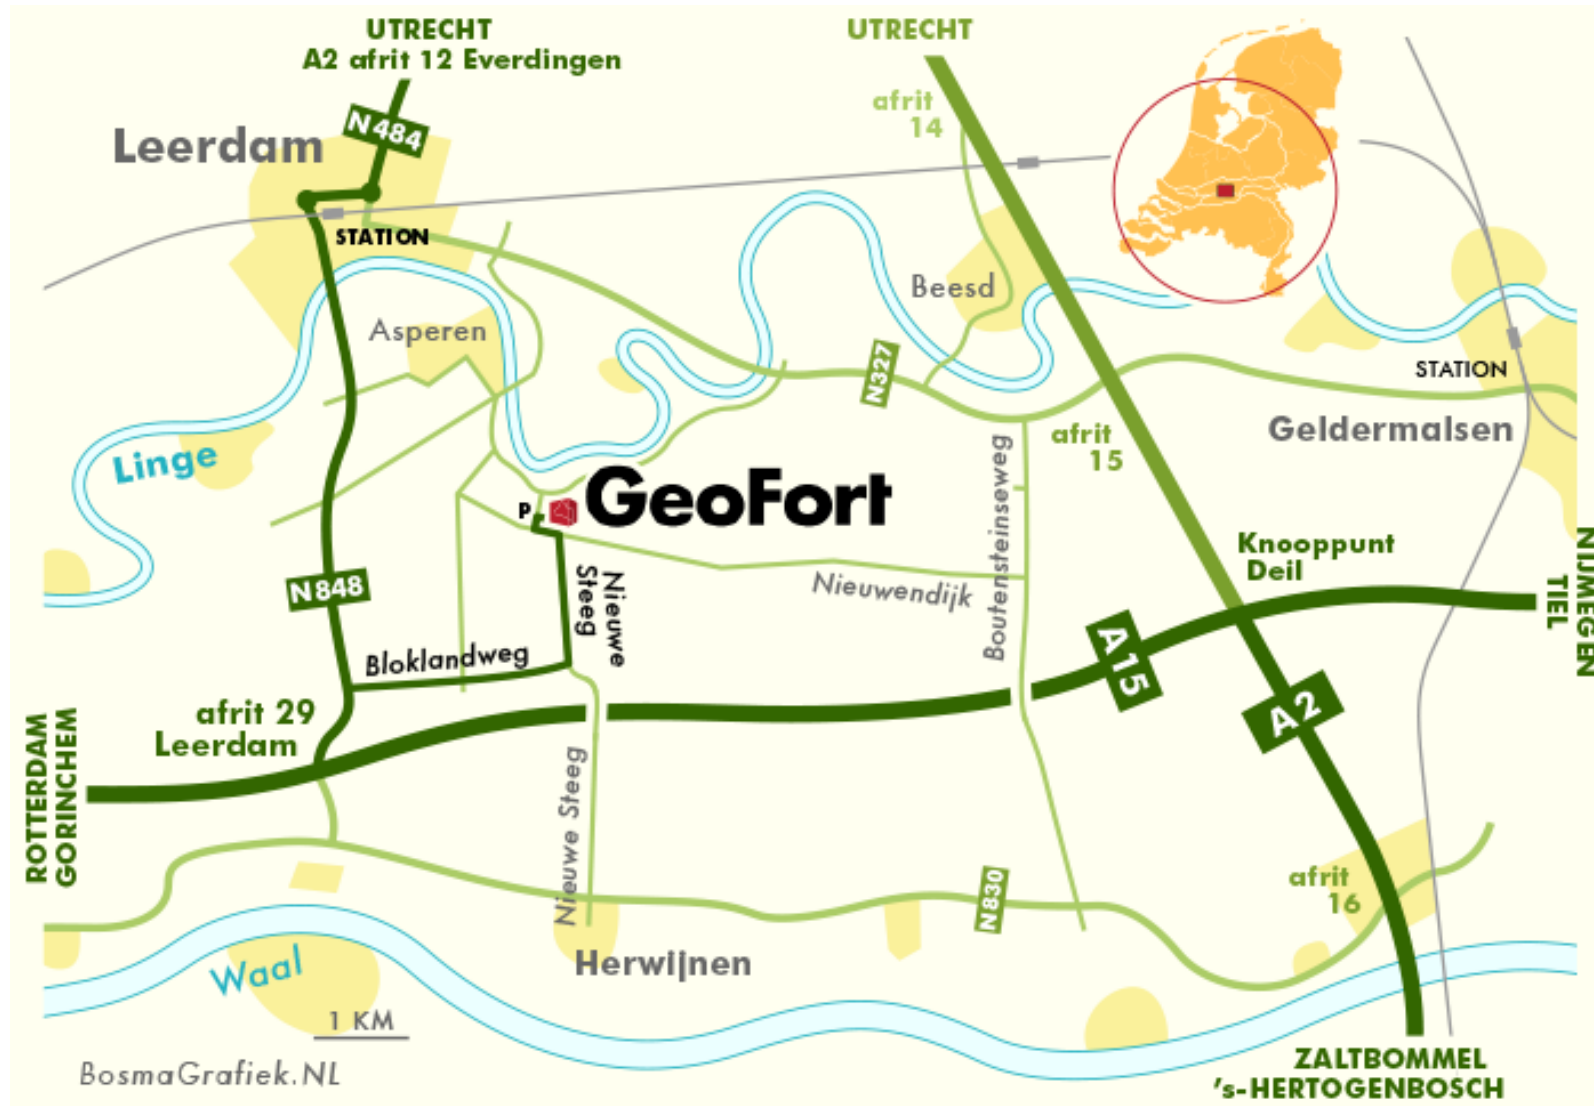 UTRECHT
A2 afrit 12 Everdingen
UTRECHT
afrit
14
N 484
Leerdam
STATION
Beesd
Asperen
N327
STATION
Geldermalsen
afrit
15
Linge
P
GeoFort
Boutensteinseweg
Knooppunt
Deil
NIJMEGEN
TIEL
N 848
Nieuwe
Steeg
Nieuwendijk
Bloklandweg
A15
A2
afrit 29
Leerdam
ROTTERDAM
GORINCHEM
Nieuwe Steeg
N830
afrit
16
Herwijnen
Waal
1 KM
BosmaGrafiek.NL
ZALTBOMMEL
's-HERTOGENBOSCH